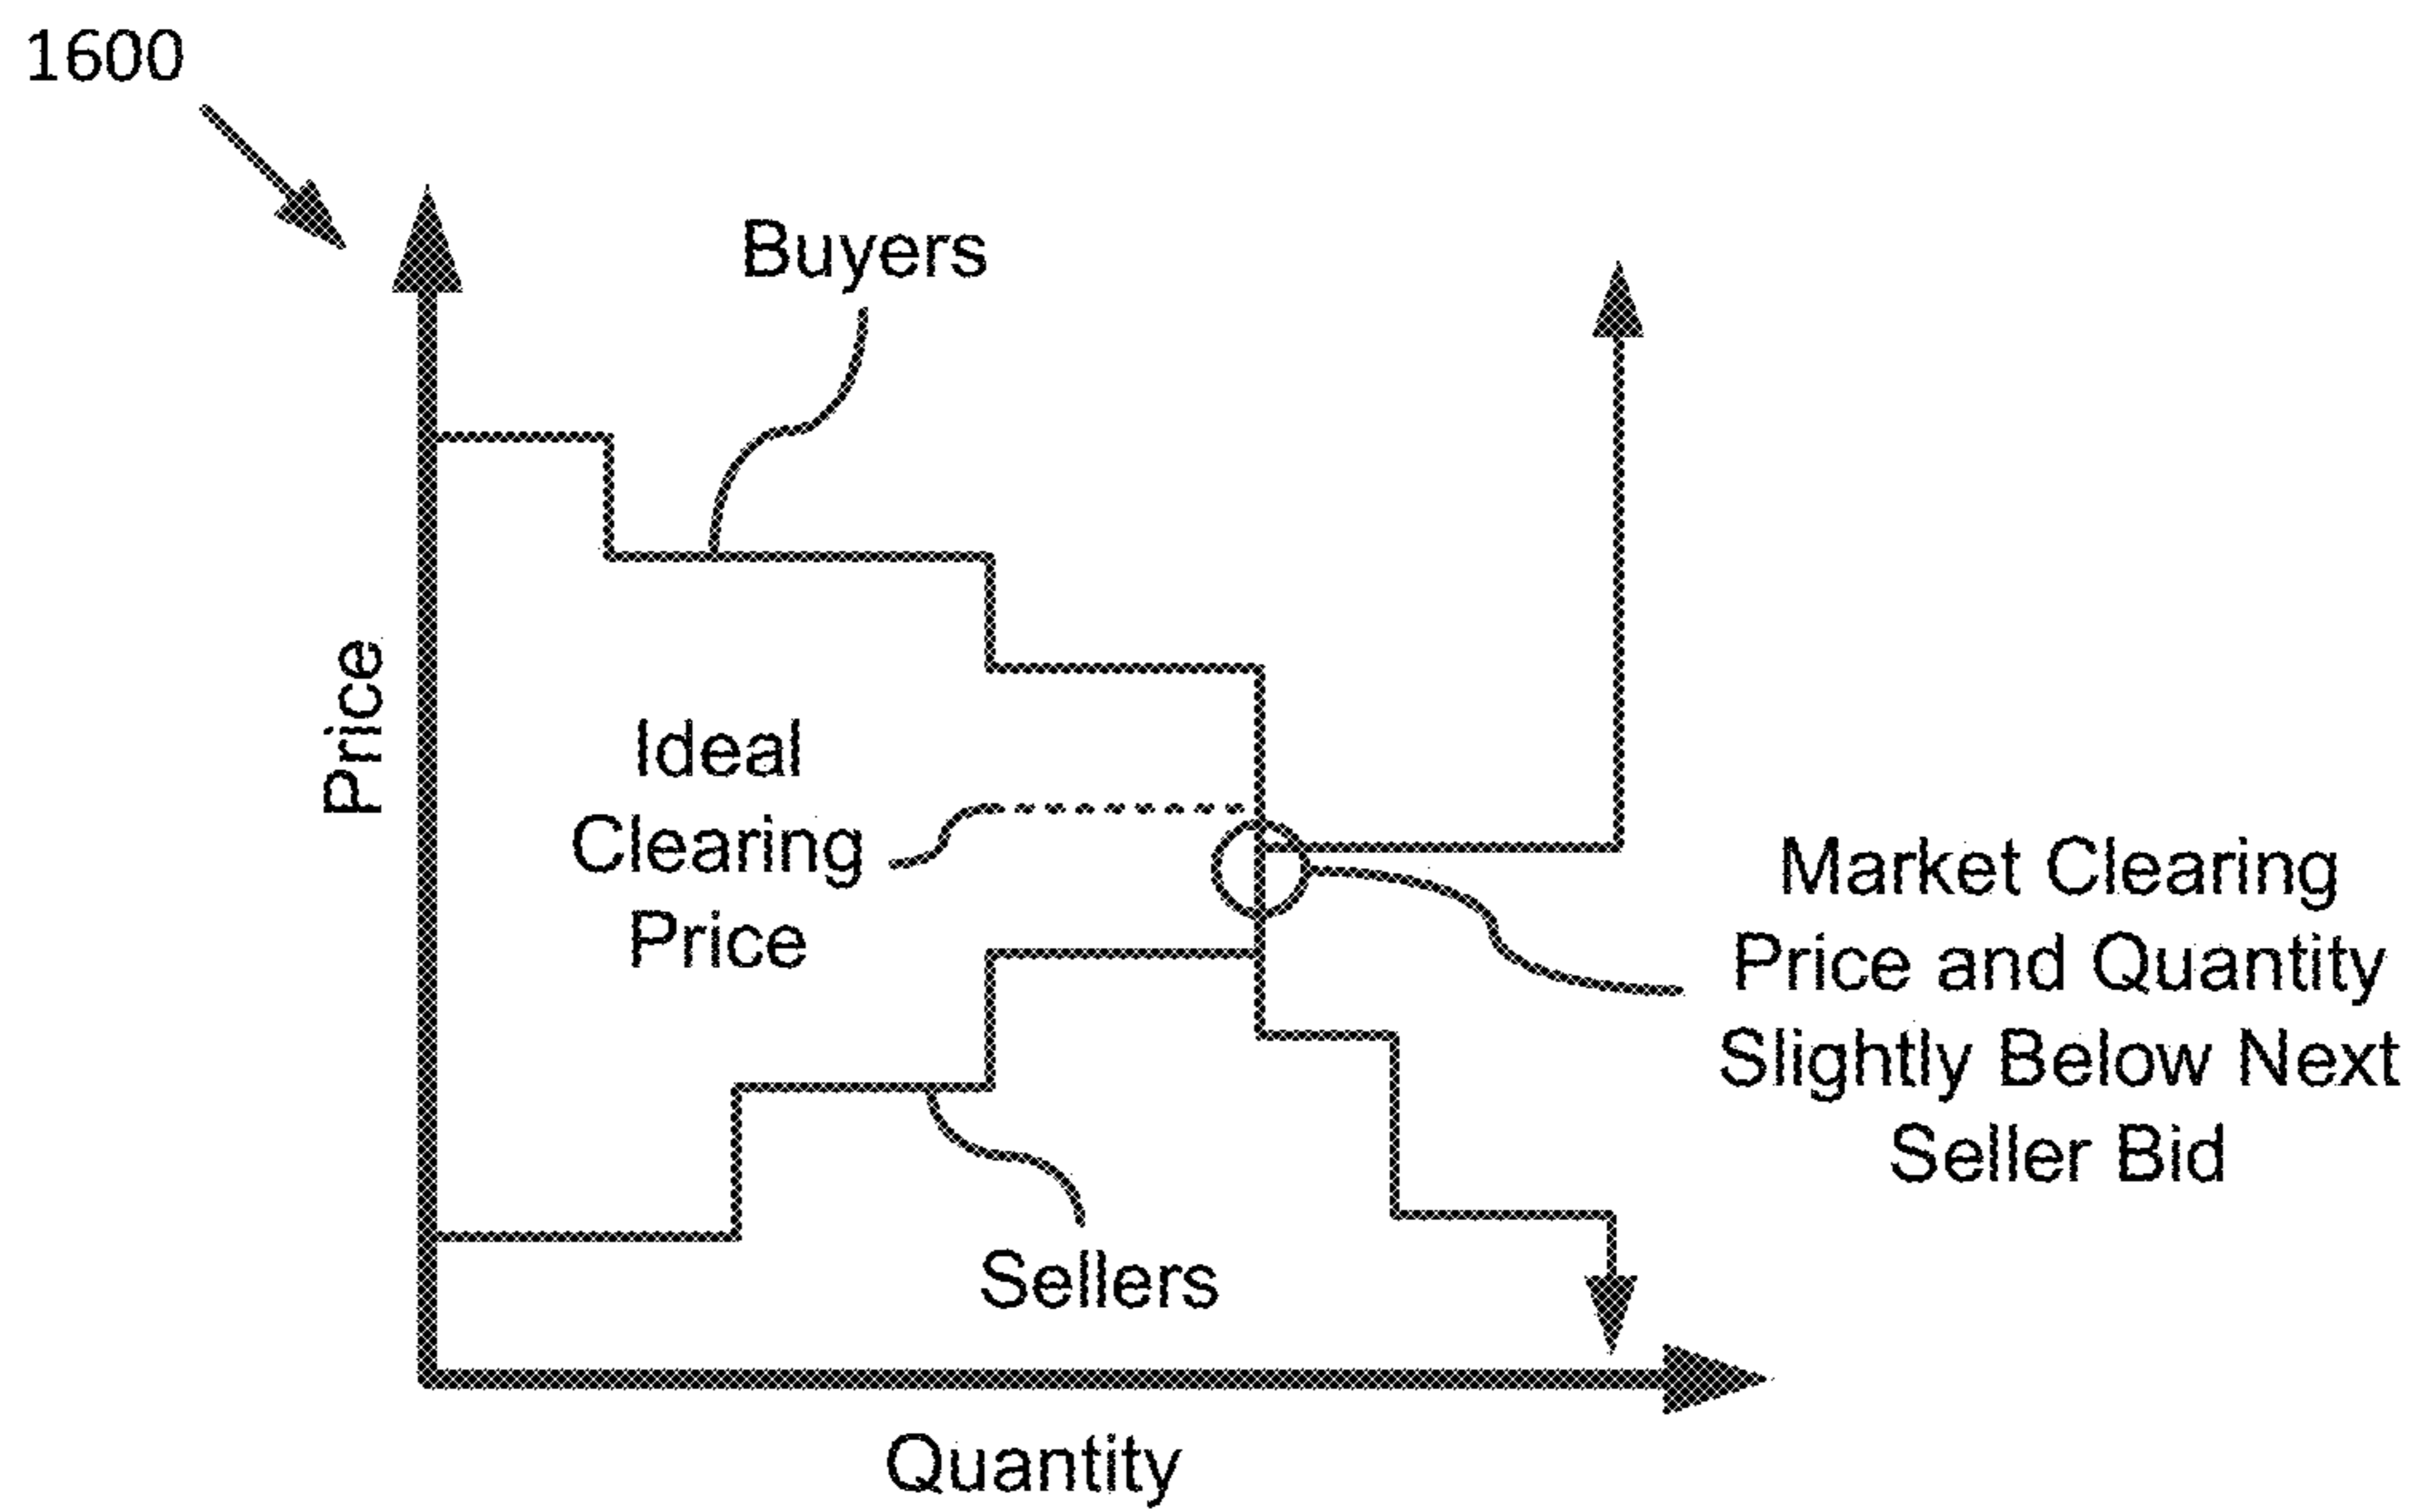 1600
Buyers
Price
Ideal
Clearing
Price
Market Clearing
Price and Quantity
Slightly Below Next
Seller Bid
Sellers
Quantity